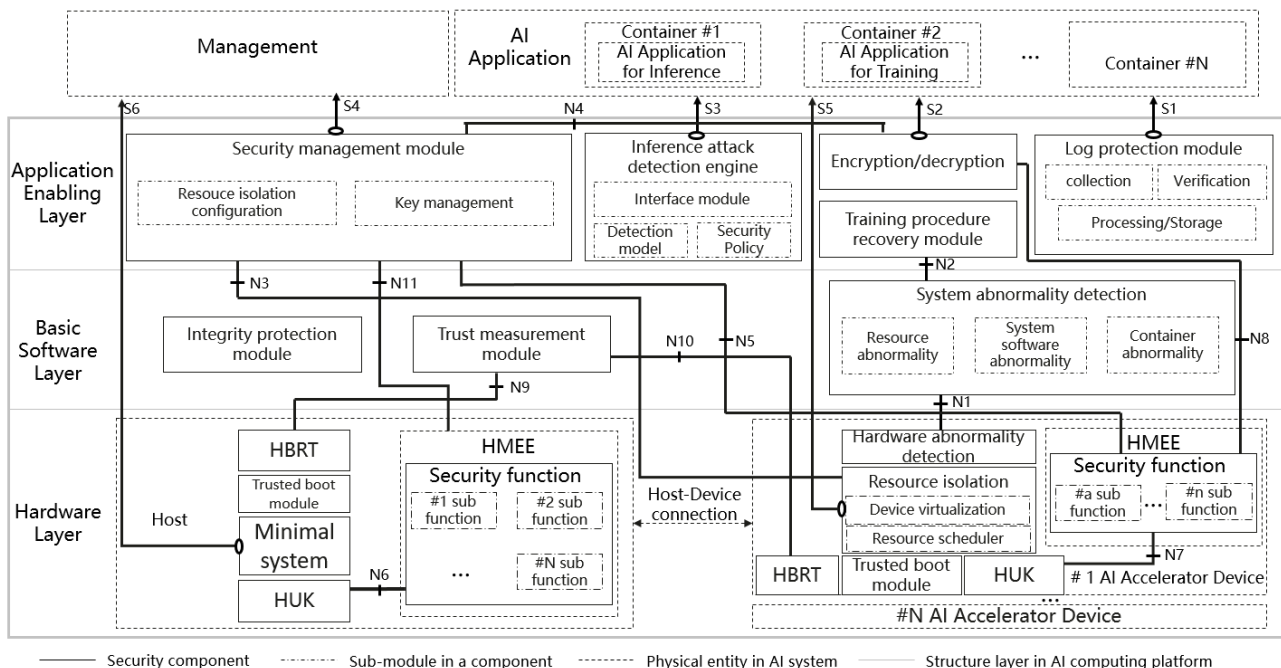 Management
AI
Application
Container #1
AI Application
for Inference
Container #2
AI Application
for Training
...
Container #N
S6
S4
N4
S3
S5
S2
S1
Application
Enabling
Layer
Security management module
Resouce isolation
configuration
Key management
Inference attack
detection engine
Interface module
Detection
model
Security
Policy
Encryption/decryption
Training procedure
recovery module
Log protection module
collection
Verification
Processing/Storage
N3
N11
N2
Basic
Software
Layer
Integrity protection
module
Trust measurement
module
N10
N5
System abnormality detection
Resource
abnormality
System
software
abnormality
Container
abnormality
N8
N9
N1
Hardware
Layer
Host
HBRT
Trusted boot
module
Minimal
system
HUK
N6
HMEE
Security function
#1 sub
function
#2 sub
function
...
#N sub
function
Host-Device
connection
Hardware abnormality
detection
Resource isolation
Device virtualization
Resource scheduler
HBRT
Trusted boot
module
HUK
HMEE
Security function
#a sub
function
...
#n sub
function
N7
# 1 AI Accelerator Device
...
#N AI Accelerator Device
Security component
Sub-module in a component
Physical entity in AI system
Structure layer in AI computing platform